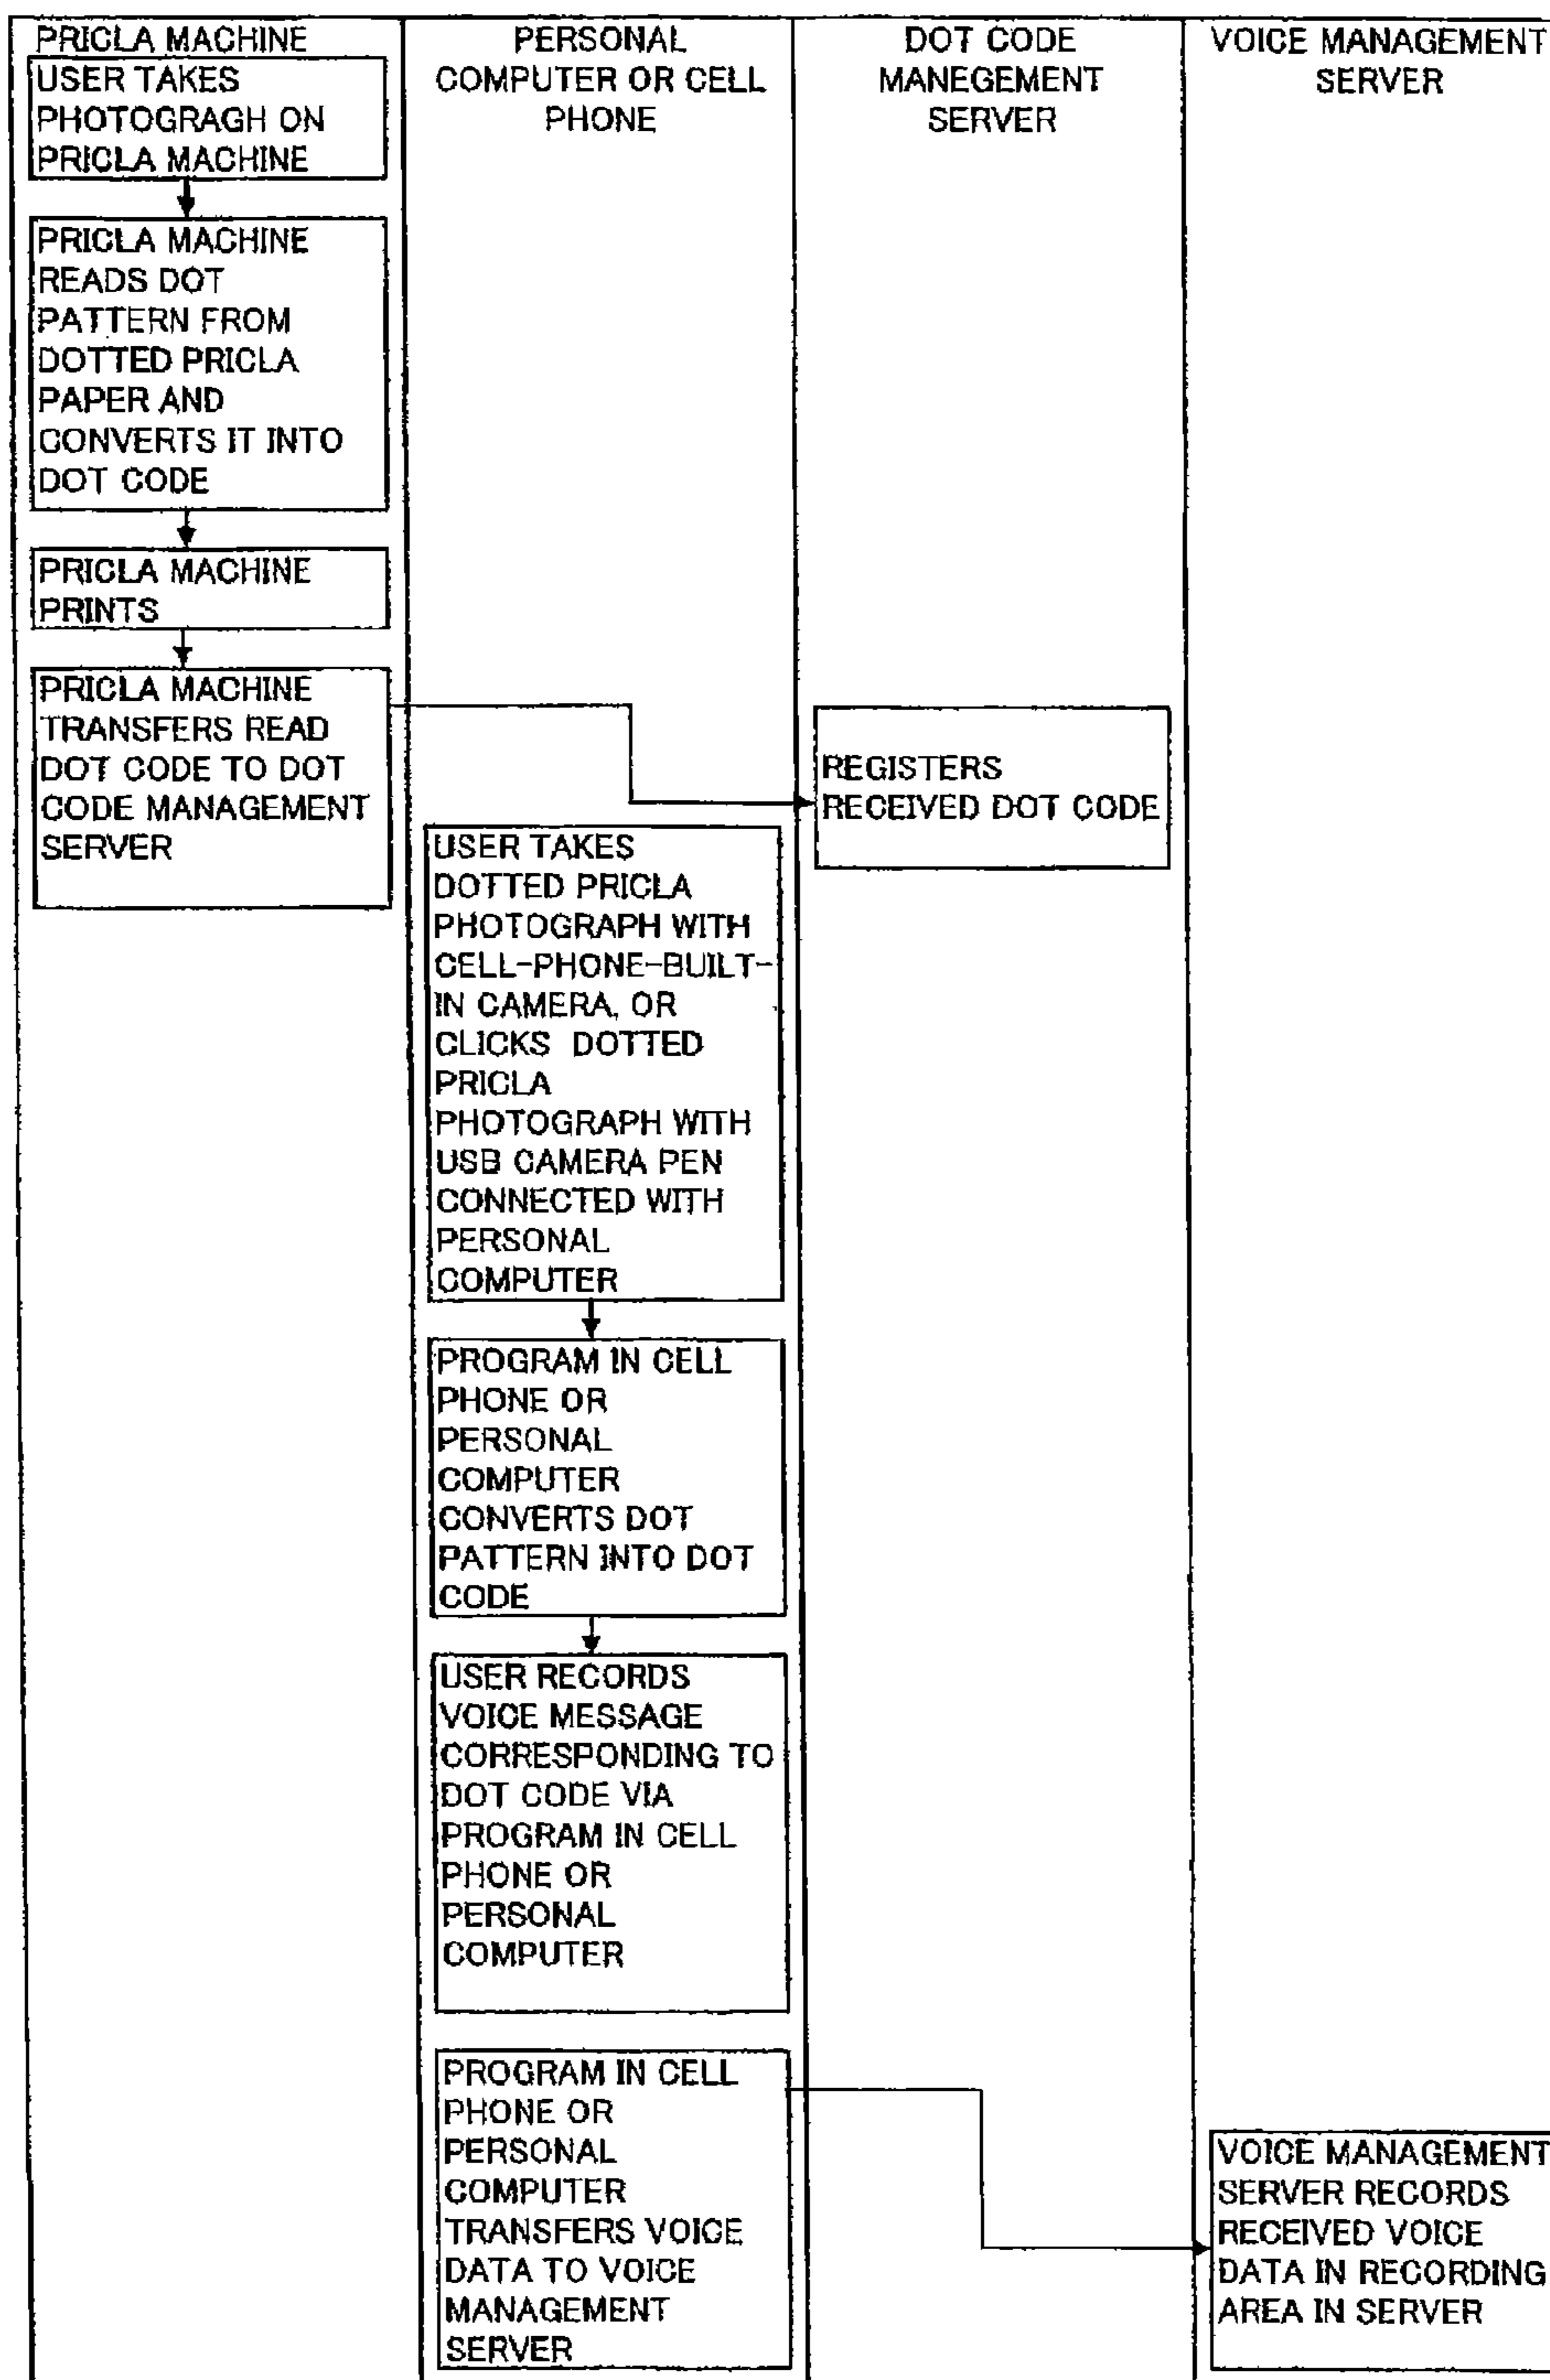 PRICLA MACHINE
USER TAKES
PHOTOGRAGH ON
PRICLA MACHINE
PRICLA MACHINE
READS DOT
PATTERN FROM
DOTTED PRICLA
PAPER AND
CONVERTS IT INTO
DOT CODE
PRICLA MACHINE
PRINTS
PRICLA MACHINE
TRANSFERS READ
DOT CODE TO DOT
CODE MANAGEMENT
SERVER
PERSONAL
COMPUTER OR CELL
PHONE
USER TAKES
DOTTED PRICLA
PHOTOGRAPH WITH
CELL-PHONE-BUILT-
IN CAMERA, OR
CLICKS DOTTED
PRICLA
PHOTOGRAPH WITH
USB CAMERA PEN
CONNECTED WITH
PERSONAL
COMPUTER
PROGRAM IN CELL
PHONE OR
PERSONAL
COMPUTER
CONVERTS DOT
PATTERN INTO DOT
CODE
USER RECORDS
VOICE MESSAGE
CORRESPONDING TO
DOT CODE VIA
PROGRAM IN CELL
PHONE OR
PERSONAL
COMPUTER
PROGRAM IN CELL
PHONE OR
PERSONAL
COMPUTER
TRANSFERS VOICE
DATA TO VOICE
MANAGEMENT
SERVER
DOT CODE
MANEGEMENT
SERVER
REGISTERS
RECEIVED DOT CODE
VOICE MANAGEMENT
SERVER
VOICE MANAGEMENT
SERVER RECORDS
RECEIVED VOICE
DATA IN RECORDING
AREA IN SERVER